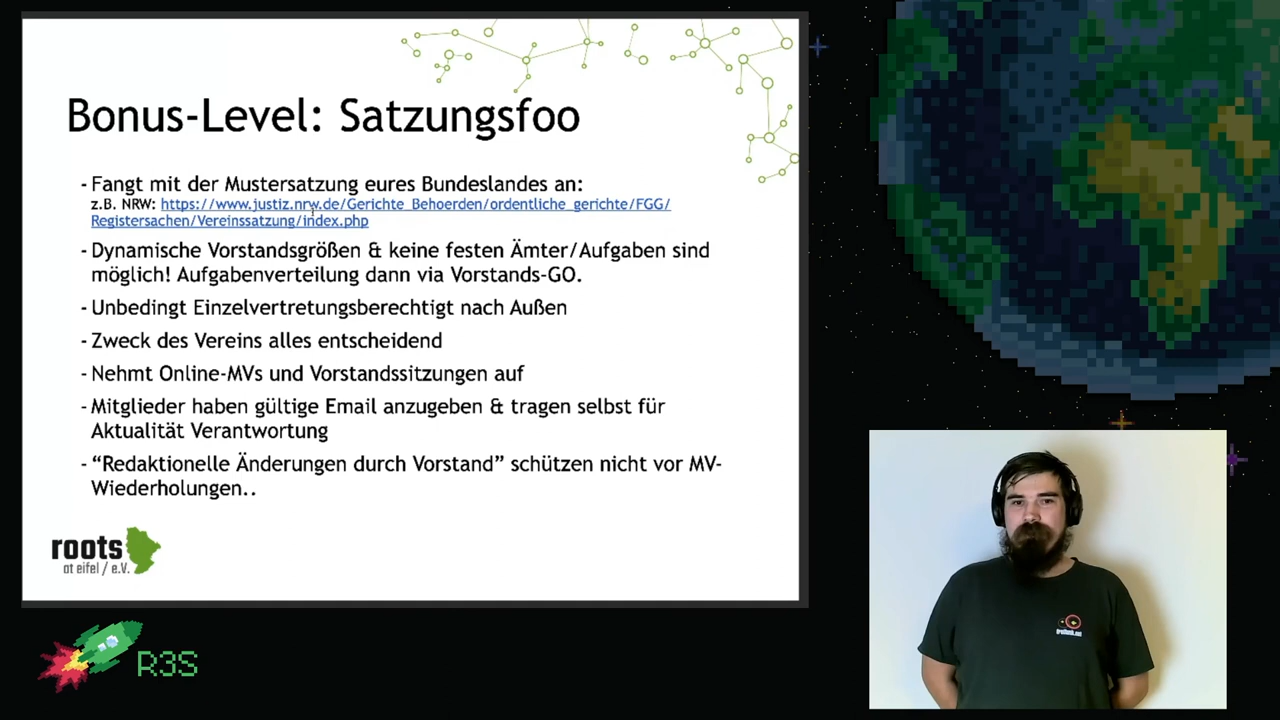 Bonus-Level: Satzungsfoo
- Fangt mit der Mustersatzung eures Bundeslandes an:
z.B. NRW: https://www.justiz.nrw.de/Gerichte_Behoerden/ordentliche_gerichte/FGG/
Registersachen/Vereinssatzung/index.php
- Dynamische Vorstandsgrößen & keine festen Ämter/Aufgaben sind
möglich! Aufgabenverteilung dann via Vorstands-GO.
- Unbedingt Einzelvertretungsberechtigt nach Außen
- Zweck des Vereins alles entscheidend
- Nehmt Online-MVs und Vorstandssitzungen auf
- Mitglieder haben gültige Email anzugeben & tragen selbst für
Aktualität Verantwortung
- “Redaktionelle Änderungen durch Vorstand” schützen nicht vor MV-
Wiederholungen..
roots
at eifel / e.V.
R3S